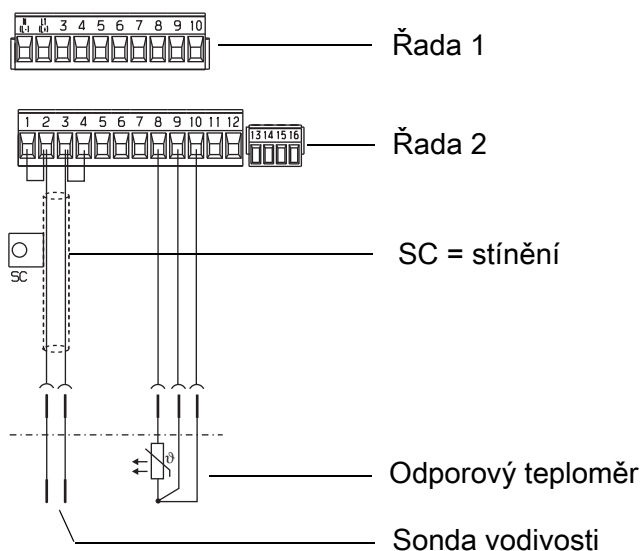 N (L-) L1 (L+) 3 4 5 6 7 8 9 10
Řada 1
1 2 3 4 5 6 7 8 9 10 11 12
13 14 15 16
Řada 2
SC = stínění
SC
ϑ
Odporový teploměr
Sonda vodivosti